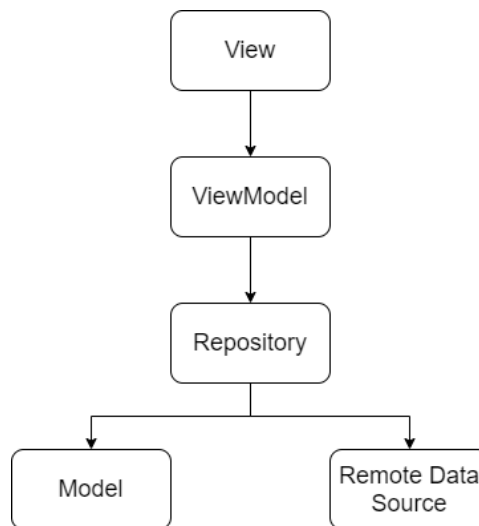 View
ViewModel
Repository
Model
Remote Data
Source